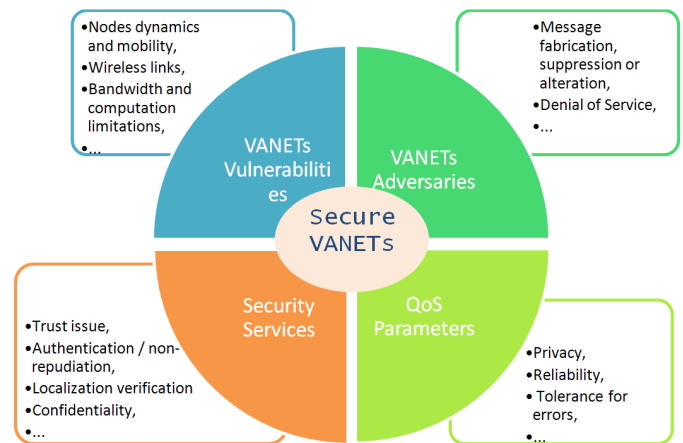 •Nodes dynamics
and mobility,
•Wireless links,
•Bandwidth and
computation
limitations,
•...
•Message
fabrication,
suppression or
alteration,
•Denial of Service,
•...
VANETs
Vulnerabiliti
es
VANETs
Adversaries
Secure
VANETs
Security
Services
QoS
Parameters
•Trust issue,
•Authentication / non-
repudiation,
•Localization verification
•Confidentiality,
•...
•Privacy,
•Reliability,
• Tolerance for
errors,
•...